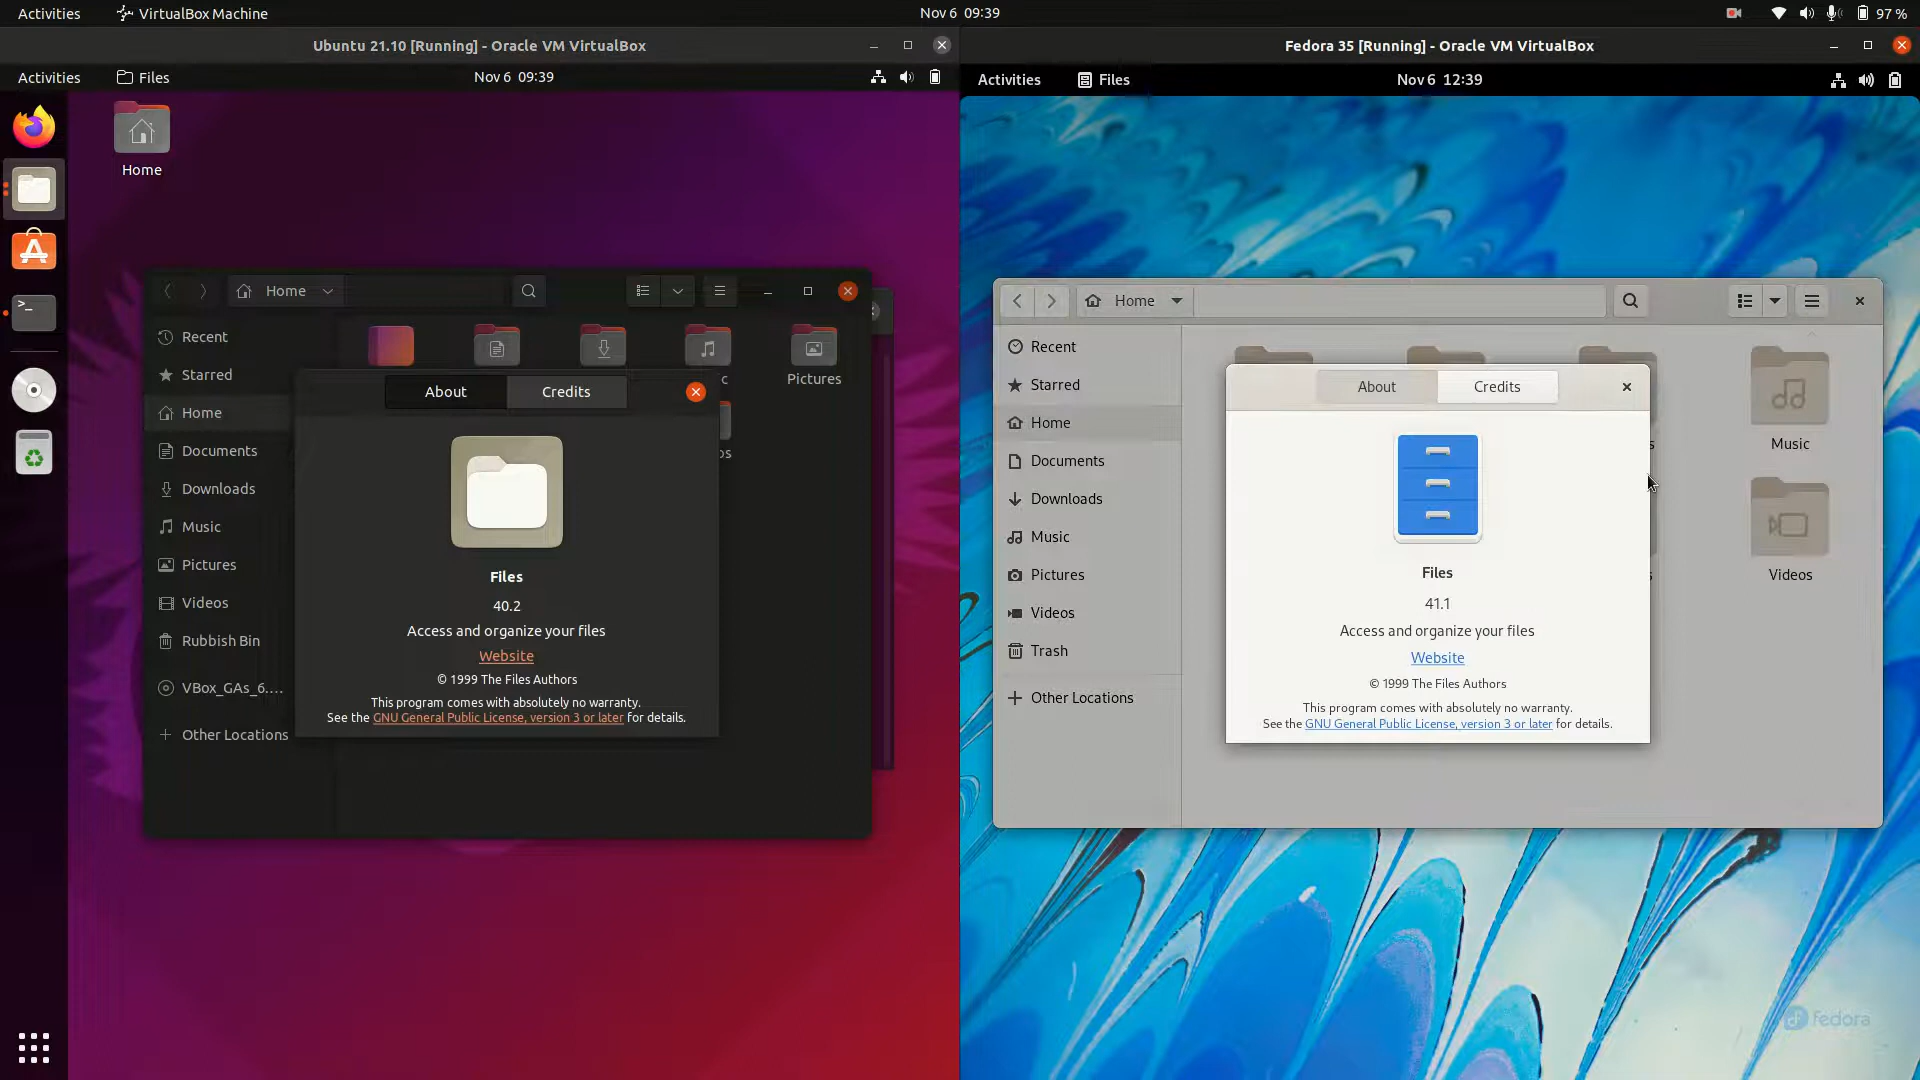 Activities VirtualBox Machine Nov 6 09:39 97 %
Ubuntu 21.10 [Running] - Oracle VM VirtualBox
Activities Files Nov 6 09:39
Home
Home
Recent
Starred
Home
Documents
Downloads
Music
Pictures
Videos
Rubbish Bin
VBox_GAs_6....
Other Locations
Pictures
About Credits
Files
40.2
Access and organize your files
Website
© 1999 The Files Authors
This program comes with absolutely no warranty.
See the GNU General Public License, version 3 or later for details.
Fedora 35 [Running] - Oracle VM VirtualBox
Activities Files Nov 6 12:39
Home
Recent
Starred
Home
Documents
Downloads
Music
Pictures
Videos
Trash
Other Locations
Music
Videos
About Credits
Files
41.1
Access and organize your files
Website
© 1999 The Files Authors
This program comes with absolutely no warranty.
See the GNU General Public License, version 3 or later for details.
fedora